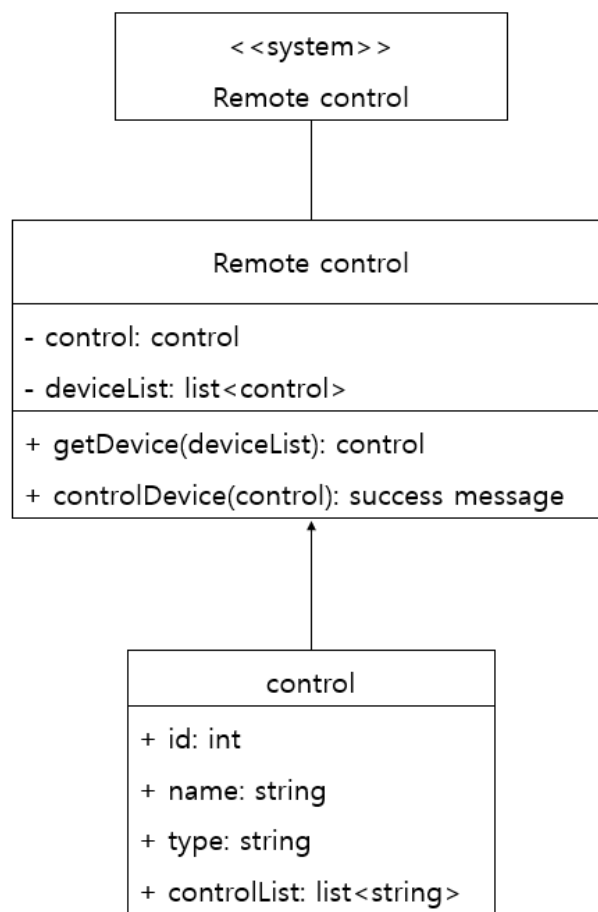 <<system>>
Remote control
Remote control
- control: control
- deviceList: list<control>
+ getDevice(deviceList): control
+ controlDevice(control): success message
control
+ id: int
+ name: string
+ type: string
+ controlList: list<string>